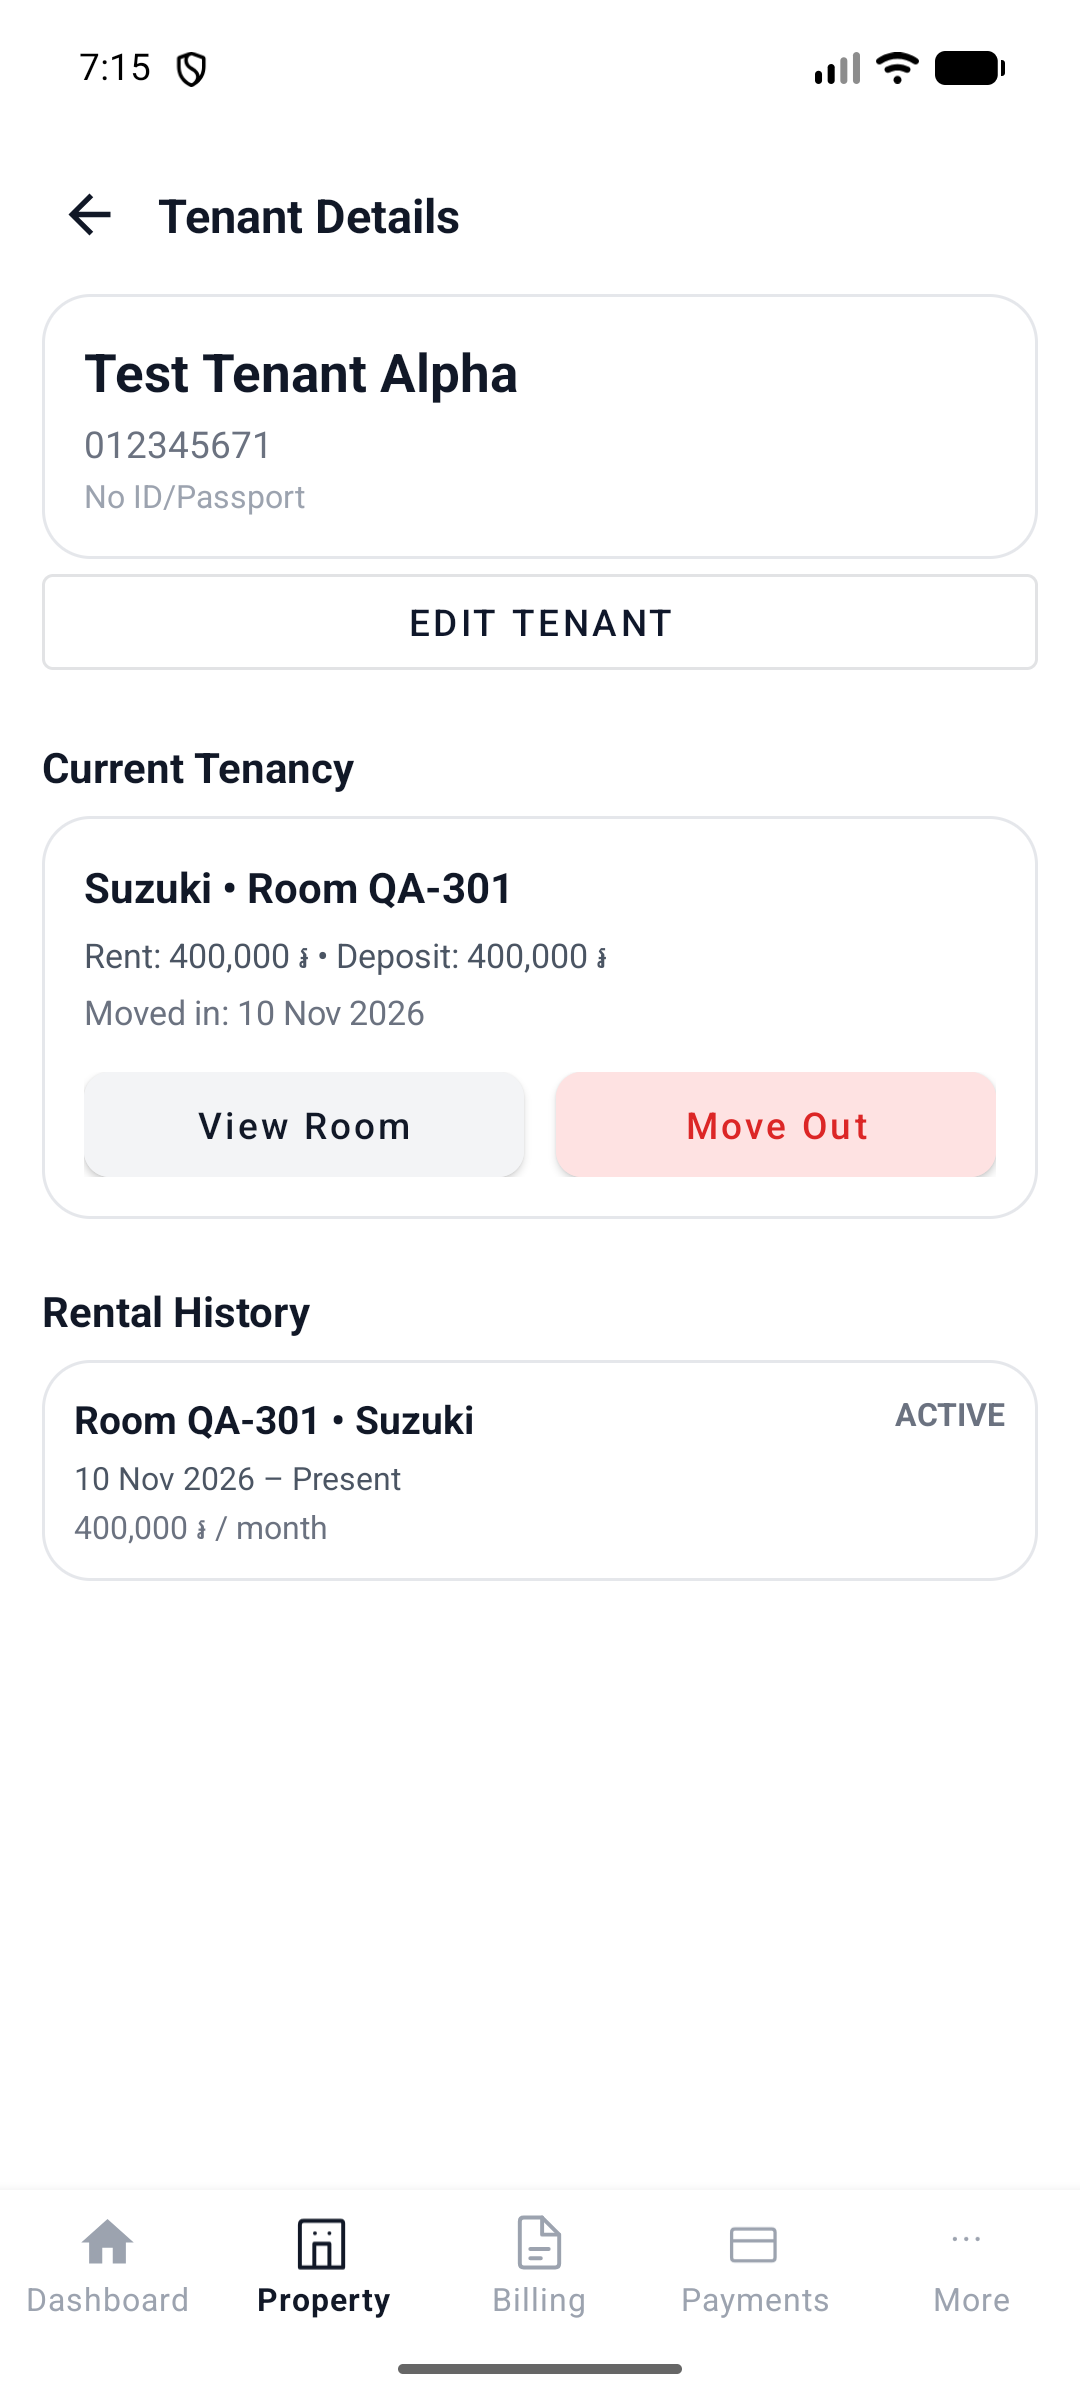 7:15
Tenant Details
Test Tenant Alpha
012345671
No ID/Passport
EDIT TENANT
Current Tenancy
Suzuki • Room QA-301
Rent: 400,000 ៛ • Deposit: 400,000 ៛
Moved in: 10 Nov 2026
View Room Move Out
Rental History
Room QA-301 • Suzuki ACTIVE
10 Nov 2026 – Present
400,000 ៛ / month
Dashboard Property Billing Payments More